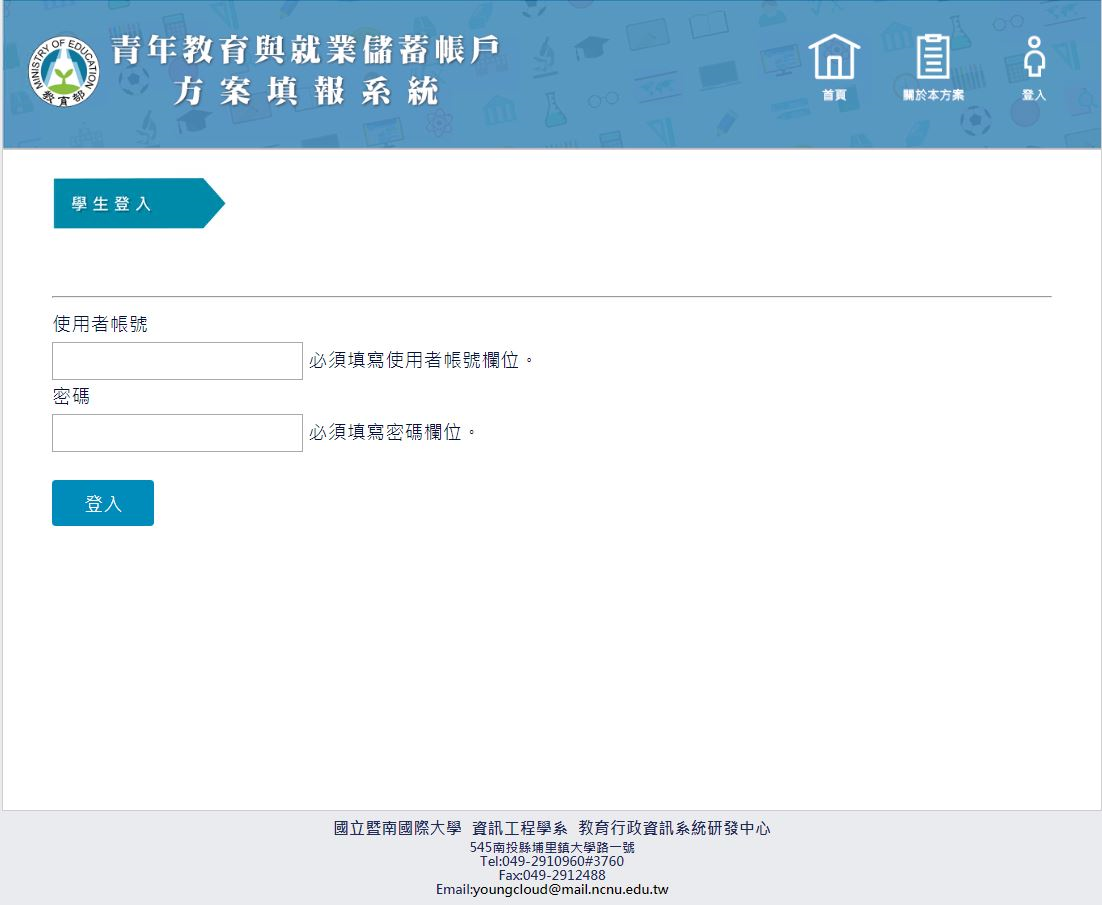 MINISTRY OF EDUCATION
教育部
青年教育與就業儲蓄帳戶
方案填報系統
首頁
關於本方案
登入
學生登入
使用者帳號
必須填寫使用者帳號欄位。
密碼
必須填寫密碼欄位。
登入
國立暨南國際大學 資訊工程學系 教育行政資訊系統研發中心
545南投縣埔里鎮大學路一號
Tel:049-2910960#3760
Fax:049-2912488
Email:youngcloud@mail.ncnu.edu.tw